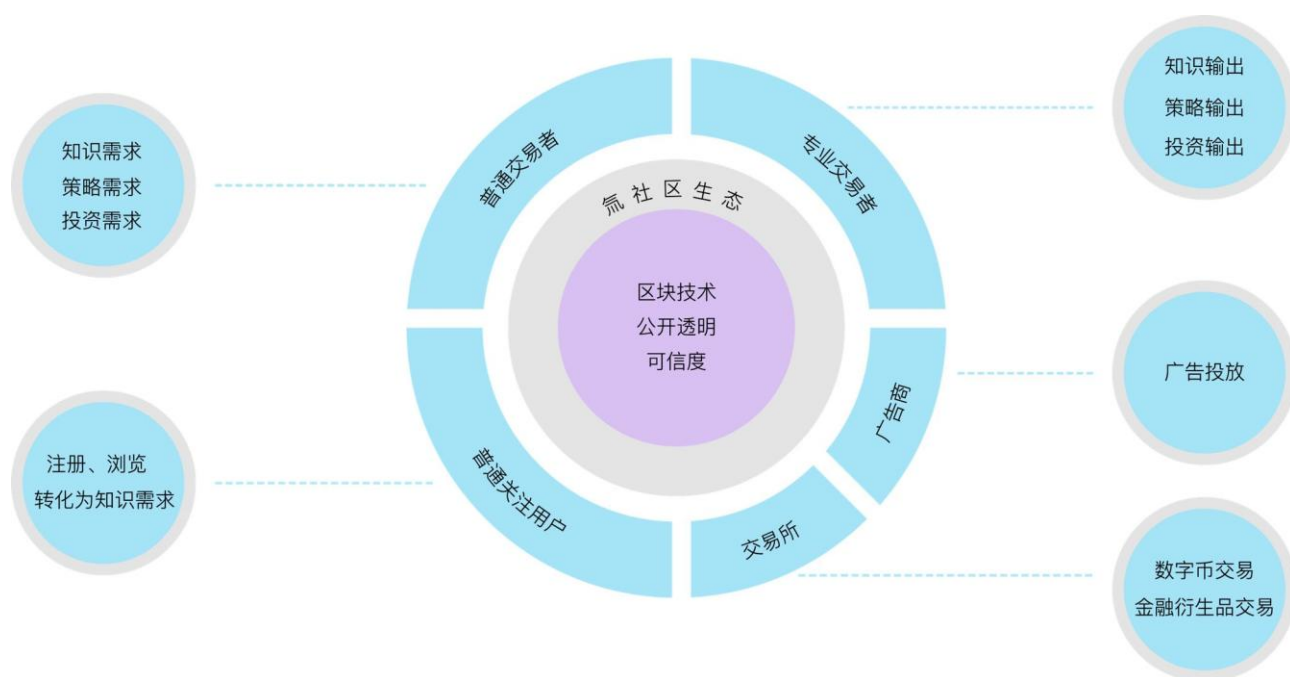 知识需求
策略需求
投资需求
注册、浏览
转化为知识需求
普通交易者
专业交易者
普通关注用户
交易所
广告商
氚社区生态
区块技术
公开透明
可信度
知识输出
策略输出
投资输出
广告投放
数字币交易
金融衍生品交易